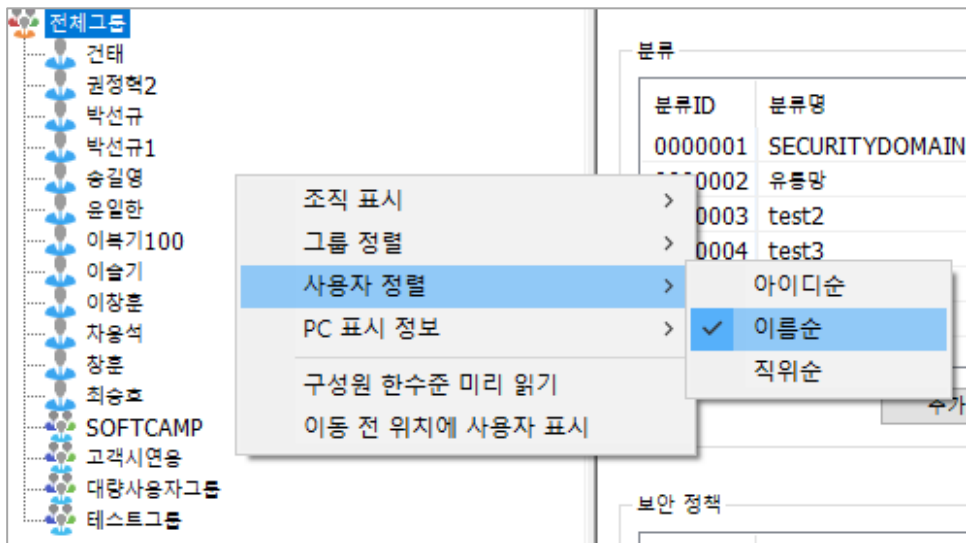 전체그룹
건태
권정혁2
박선규
박선규1
송길영
윤일한
이복기100
이슬기
이창훈
차용석
창훈
최승호
SOFTCAMP
고객시연용
대량사용자그룹
테스트그룹
조직 표시
그룹 정렬
사용자 정렬
PC 표시 정보
구성원 한수준 미리 읽기
이동 전 위치에 사용자 표시
아이디순
이름순
직위순
분류
분류ID 분류명
0000001 SECURITYDOMAIN
0002 유통망
0003 test2
0004 test3
추가
보안 정책